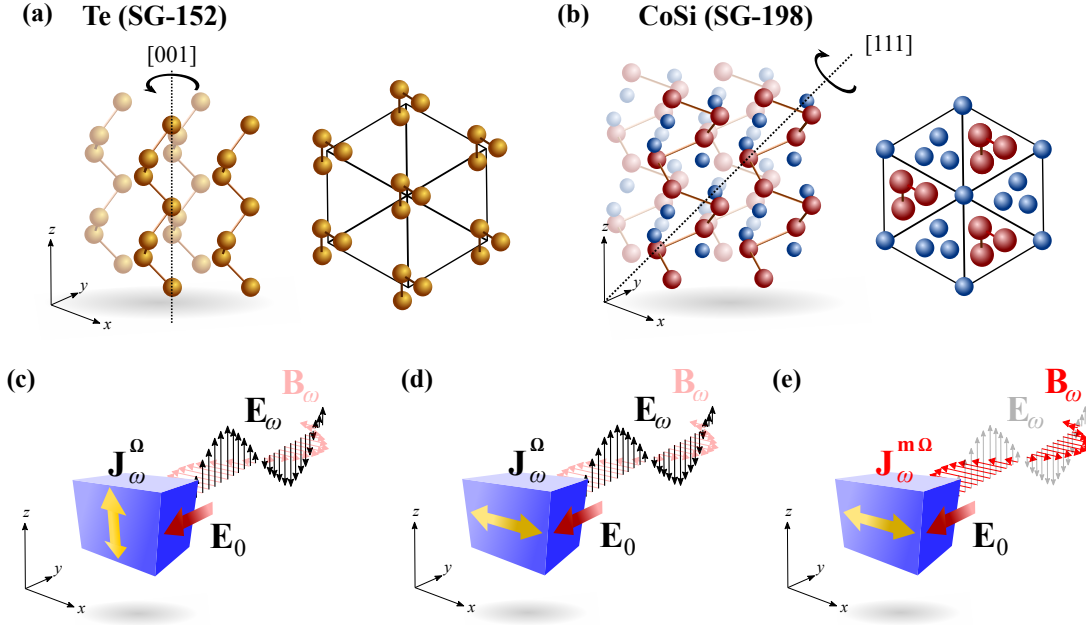 (a) Te (SG-152)
[001]
z
y
x
(b) CoSi (SG-198)
[111]
z
y
x
(c)
B_ω
E_ω
J_ω^Ω
E_0
z
y
x
(d)
B_ω
E_ω
J_ω^Ω
E_0
z
y
x
(e)
B_ω
E_ω
J_ω^{m Ω}
E_0
z
y
x